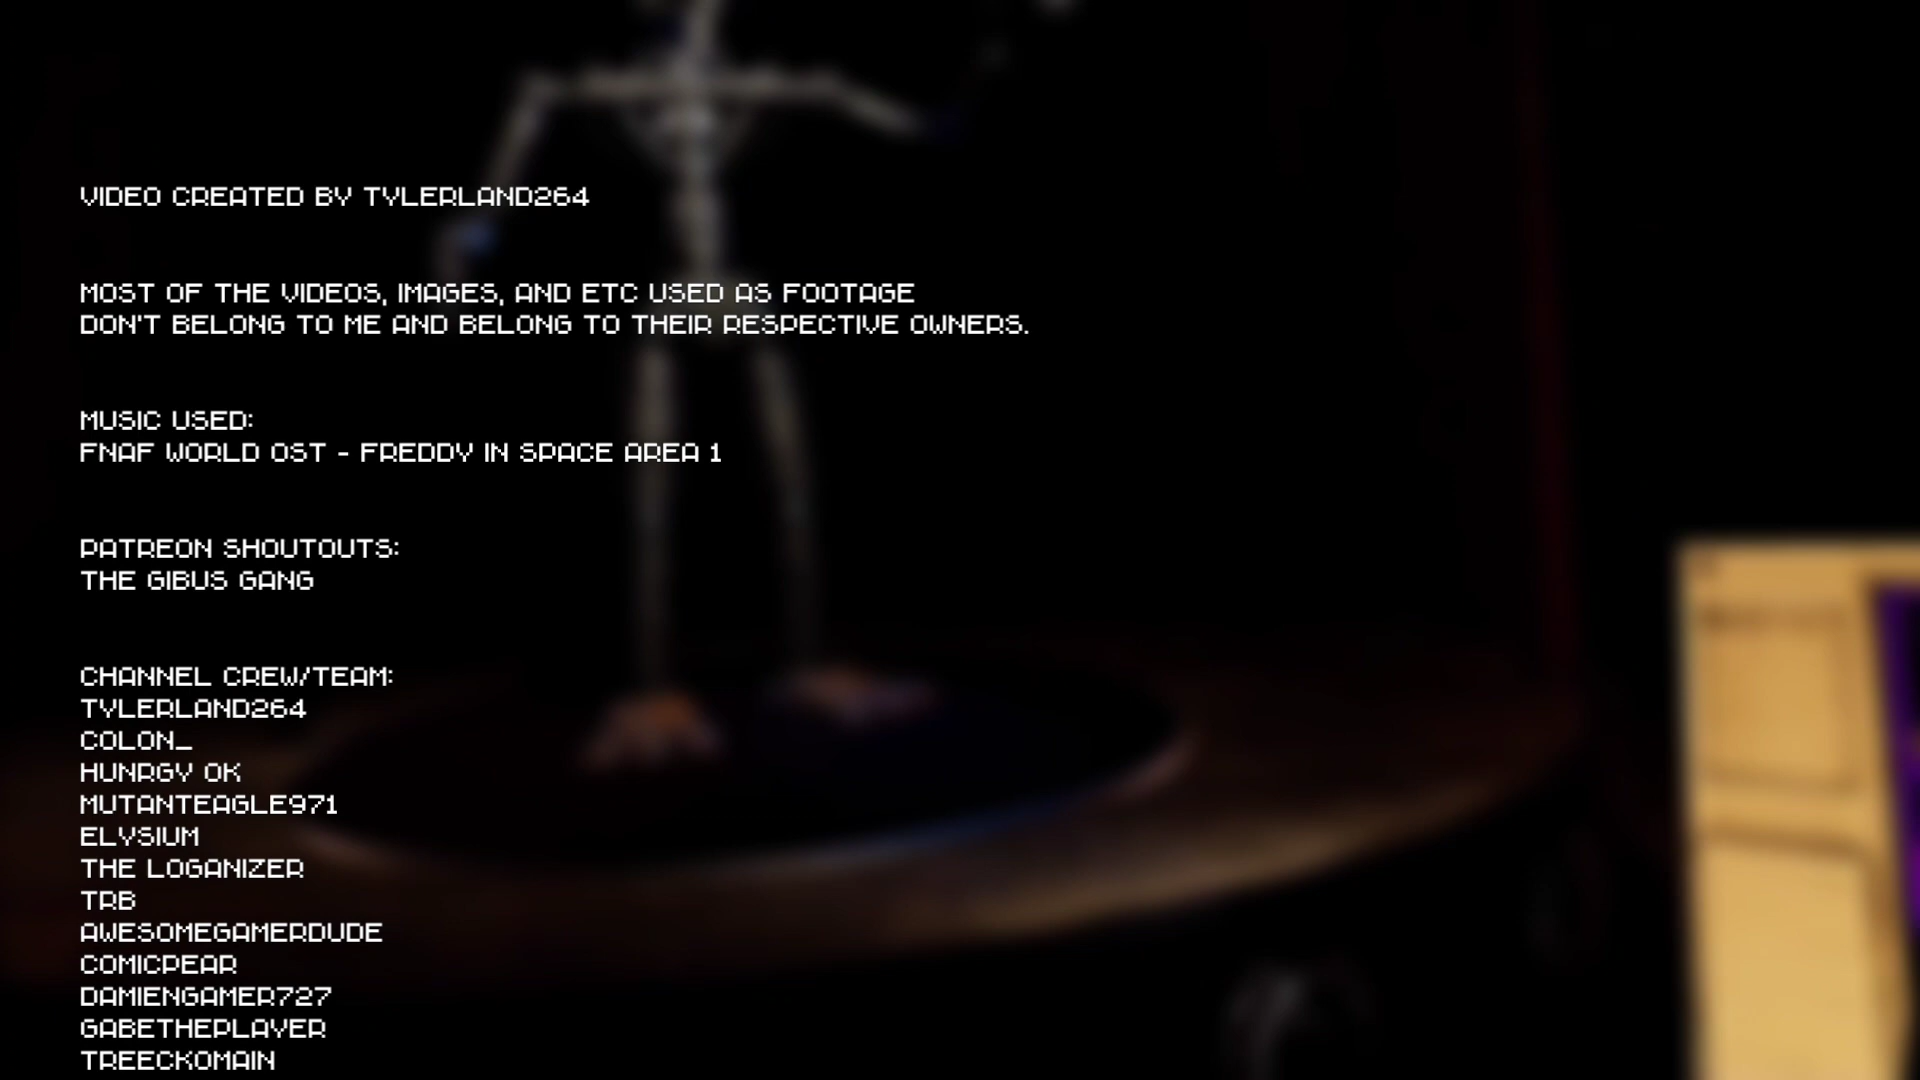 VIDEO CREATED BY TYLERLAND264
MOST OF THE VIDEOS, IMAGES, AND ETC USED AS FOOTAGE
DON'T BELONG TO ME AND BELONG TO THEIR RESPECTIVE OWNERS.
MUSIC USED:
FNAF WORLD OST - FREDDY IN SPACE AREA 1
PATREON SHOUTOUTS:
THE GIBUS GANG
CHANNEL CREW/TEAM:
TYLERLAND264
COLON_
HUNRGY OK
MUTANTEAGLE971
ELYSIUM
THE LOGANIZER
TRB
AWESOMEGAMERDUDE
COMICPEAR
DAMIENGAMER727
GABETHEPLAYER
TREECKOMAIN